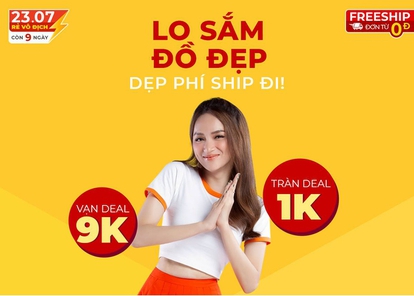 23.07
RẺ VÔ ĐỊCH
CÒN 9 NGÀY
FREESHIP
ĐƠN TỪ 0Đ
LO SẮM
ĐỒ ĐẸP
DẸP PHÍ SHIP ĐI!
VẠN DEAL
9K
TRÀN DEAL
1K